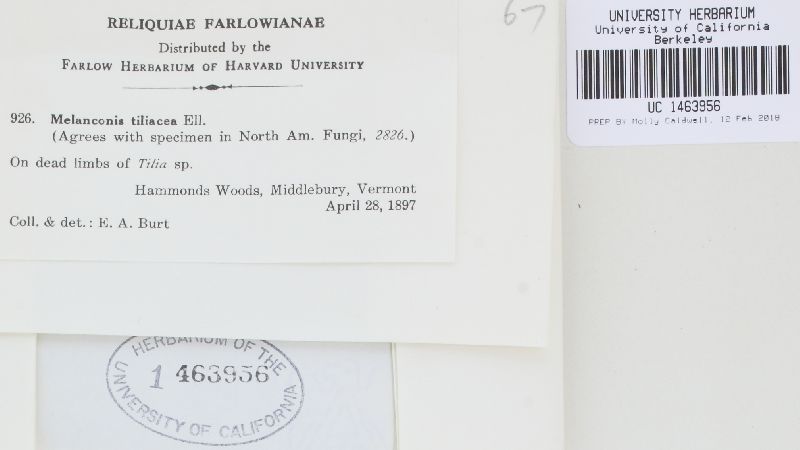 RELIQUIAE FARLOWIANAE
Distributed by the
FARLOW HERBARIUM OF HARVARD UNIVERSITY
926. Melanconis tiliacea Ell.
(Agrees with specimen in North Am. Fungi, 2826.)
On dead limbs of Tilia sp.
Hammonds Woods, Middlebury, Vermont
April 28, 1897
Coll. & det.: E. A. Burt
67
UNIVERSITY HERBARIUM
University of California
Berkeley
UC 1463956
PREP BY Molly Caldwell, 12 Feb 2018
HERBARIUM OF THE
1 463956
UNIVERSITY OF CALIFORNIA